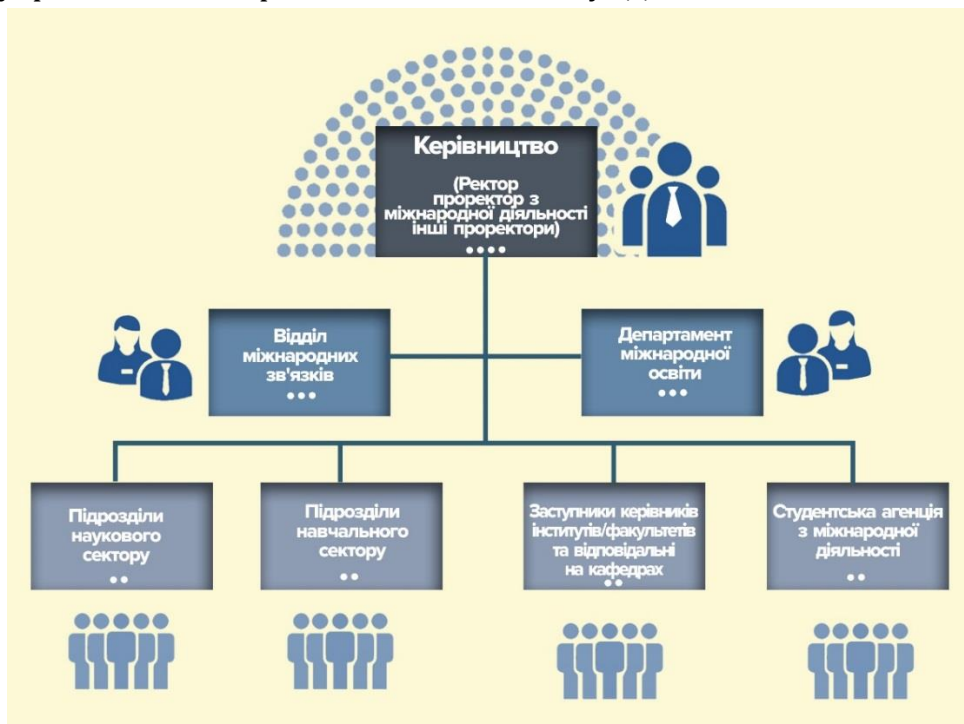 Керівництво
(Ректор
проректор з
міжнародної діяльності
інші проректори)
Відділ
міжнародних
зв'язків
Департамент
міжнародної
освіти
Підрозділи
наукового
сектору
Підрозділи
навчального
сектору
Заступники керівників
інститутів/факультетів
та відповідальні
на кафедрах
Студентська агенція
з міжнародної
діяльності